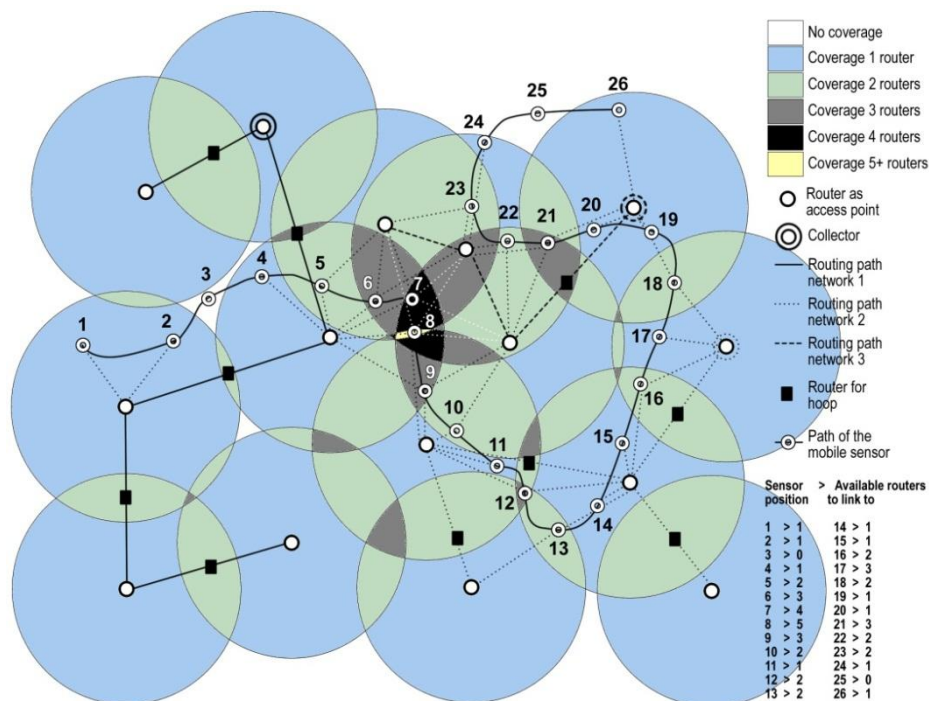 No coverage
Coverage 1 router
Coverage 2 routers
Coverage 3 routers
Coverage 4 routers
Coverage 5+ routers
Router as
access point
Collector
Routing path
network 1
Routing path
network 2
Routing path
network 3
Router for
hoop
Path of the
mobile sensor
Sensor > Available routers
position to link to
1 > 1 14 > 1
2 > 1 15 > 1
3 > 0 16 > 2
4 > 1 17 > 3
5 > 2 18 > 2
6 > 3 19 > 1
7 > 4 20 > 1
8 > 5 21 > 3
9 > 3 22 > 2
10 > 2 23 > 2
11 > 1 24 > 1
12 > 2 25 > 0
13 > 2 26 > 1
26
25
24
23
22
21
20
19
18
17
16
15
14
13
12
11
10
9
8
7
6
5
4
3
2
1